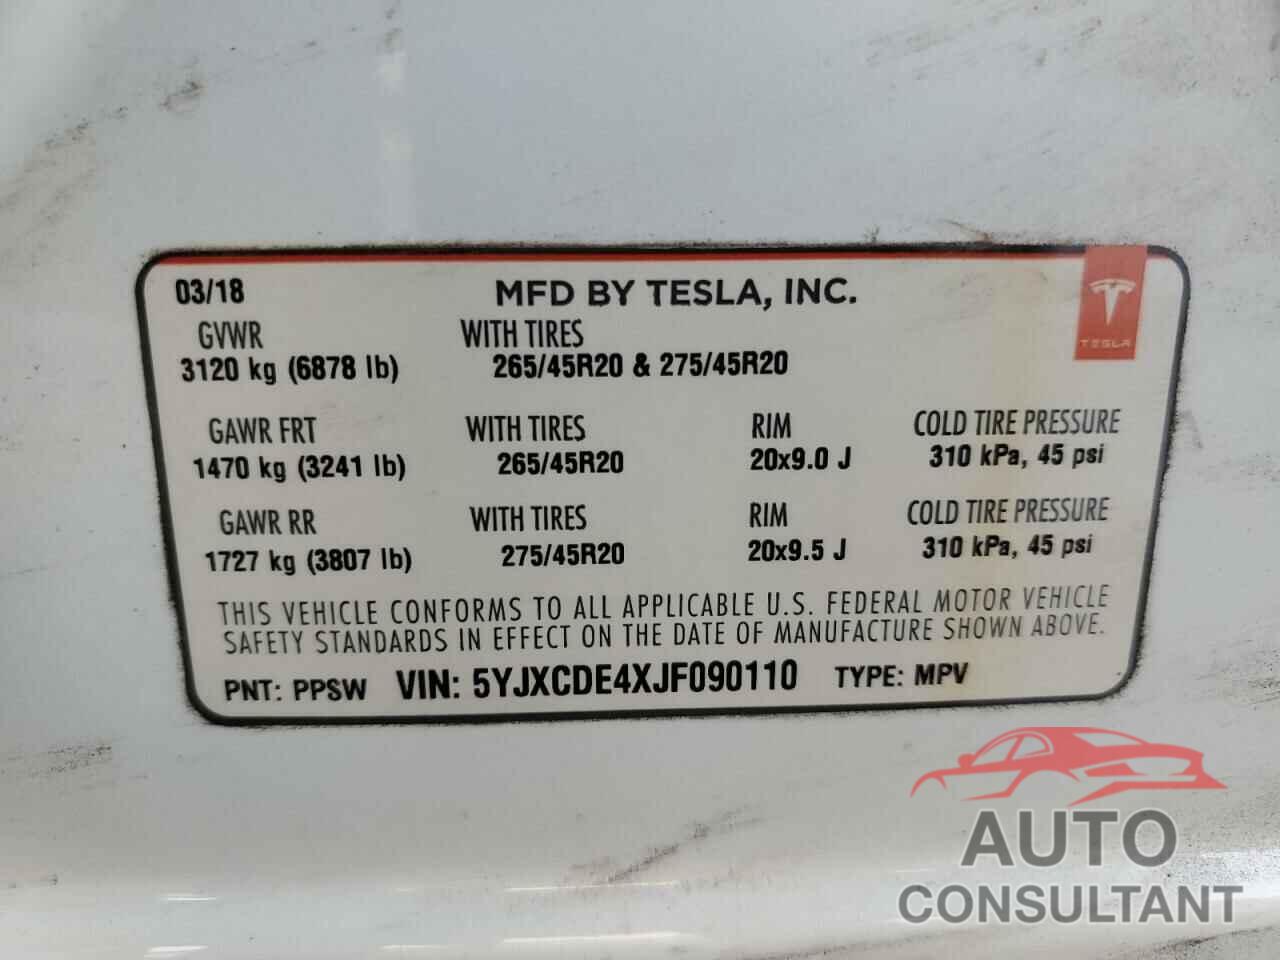 03/18 MFD BY TESLA, INC.
TESLA
GVWR WITH TIRES
3120 kg (6878 lb) 265/45R20 & 275/45R20
GAWR FRT WITH TIRES RIM COLD TIRE PRESSURE
1470 kg (3241 lb) 265/45R20 20x9.0 J 310 kPa, 45 psi
GAWR RR WITH TIRES RIM COLD TIRE PRESSURE
1727 kg (3807 lb) 275/45R20 20x9.5 J 310 kPa, 45 psi
THIS VEHICLE CONFORMS TO ALL APPLICABLE U.S. FEDERAL MOTOR VEHICLE
SAFETY STANDARDS IN EFFECT ON THE DATE OF MANUFACTURE SHOWN ABOVE.
PNT: PPSW VIN: 5YJXCDE4XJF090110 TYPE: MPV
AUTO
CONSULTANT